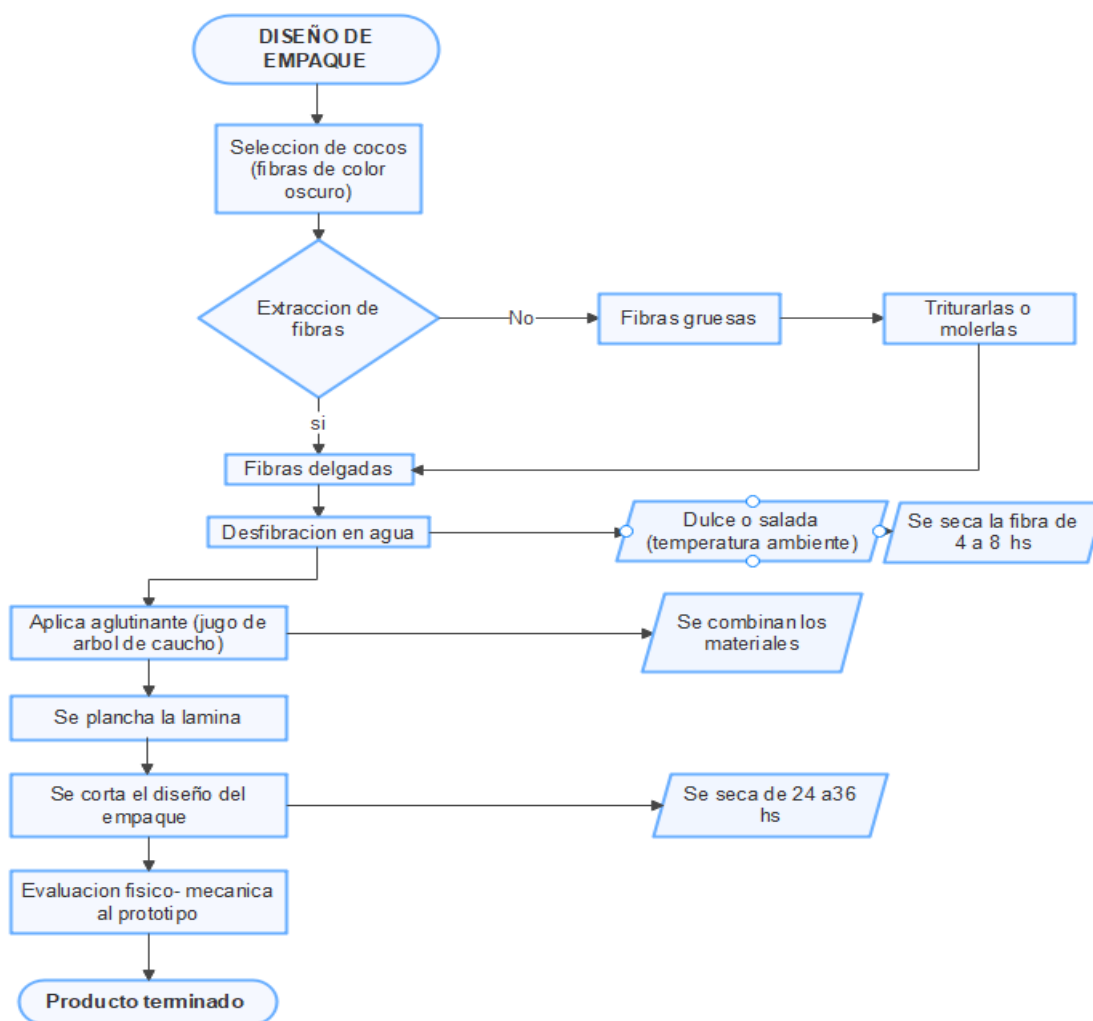 DISEÑO DE
EMPAQUE
Seleccion de cocos
(fibras de color
oscuro)
Extraccion de
fibras
No
Fibras gruesas
Triturarlas o
molerlas
si
Fibras delgadas
Desfibracion en agua
Dulce o salada
(temperatura ambiente)
Se seca la fibra de
4 a 8 hs
Aplica aglutinante (jugo de
arbol de caucho)
Se combinan los
materiales
Se plancha la lamina
Se corta el diseño del
empaque
Se seca de 24 a36
hs
Evaluacion fisico- mecanica
al prototipo
Producto terminado